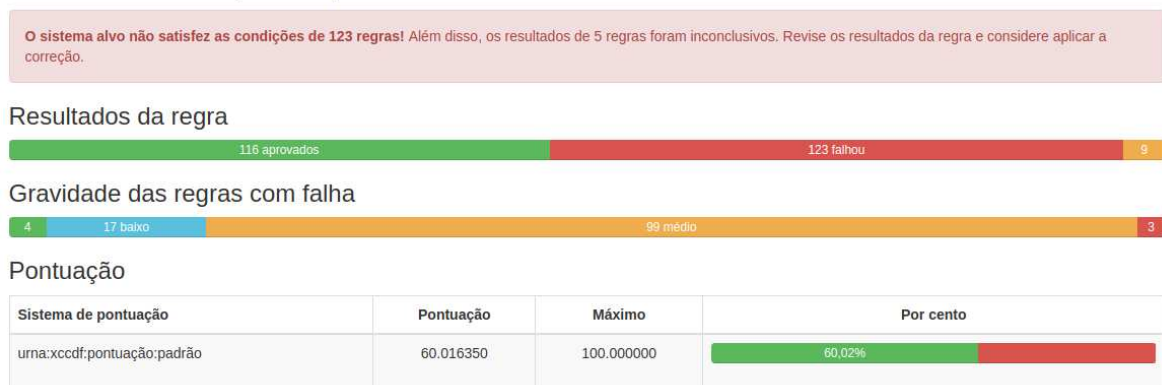 O sistema alvo não satisfez as condições de 123 regras! Além disso, os resultados de 5 regras foram inconclusivos. Revise os resultados da regra e considere aplicar a
correção.
Resultados da regra
116 aprovados 123 falhou 9
Gravidade das regras com falha
4 17 baixo 99 médio 3
Pontuação
Sistema de pontuação Pontuação Máximo Por cento
urna:xccdf:pontuação:padrão 60.016350 100.000000 60,02%